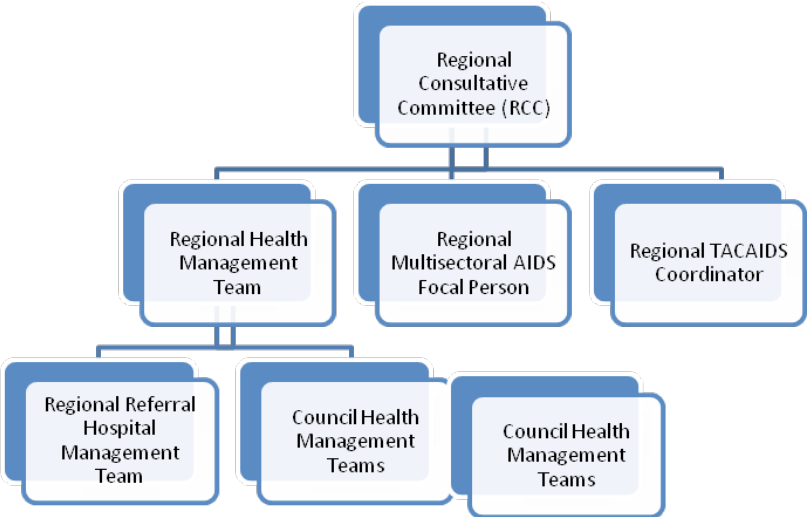 Regional
Consultative
Committee (RCC)
Regional Health
Management
Team
Regional
Multisectoral AIDS
Focal Person
Regional TACAIDS
Coordinator
Regional Referral
Hospital
Management
Team
Council Health
Management
Teams
Council Health
Management
Teams